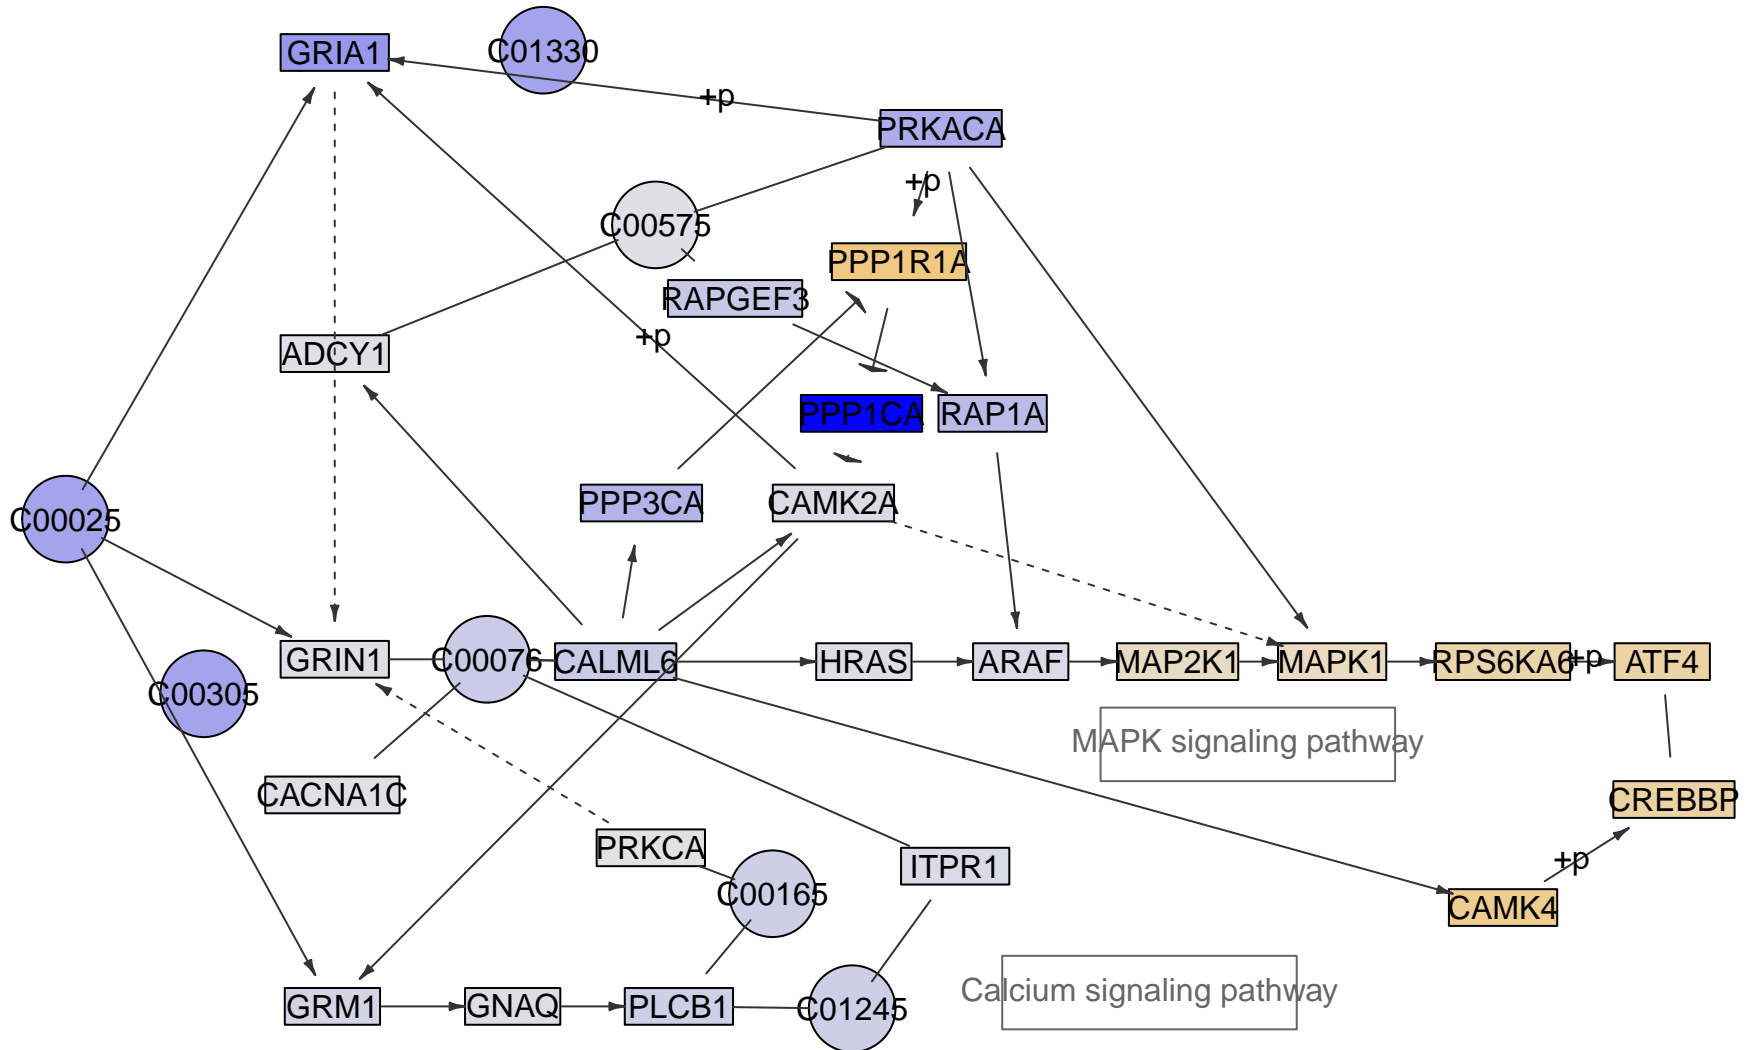 GRIA1
C01330
+p
PRKACA
+p
C00575
PPP1R1A
RAPGEF3
+p
ADCY1
PPP1CA
RAP1A
PPP3CA
CAMK2A
C00025
GRIN1
C00076
CALML6
HRAS
ARAF
MAP2K1
MAPK1
RPS6KA6
+p
ATF4
C00305
MAPK signaling pathway
CACNA1C
CREBBP
PRKCA
ITPR1
+p
C00165
CAMK4
Calcium signaling pathway
GRM1
GNAQ
PLCB1
C01245